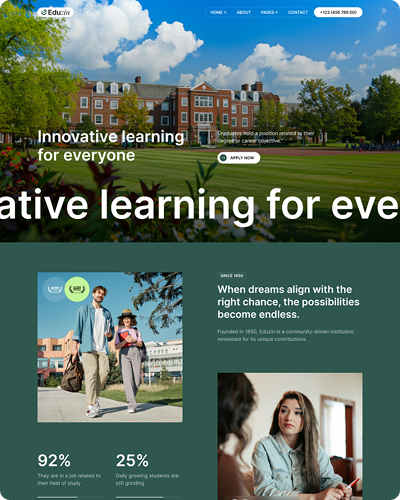 Eduzin
HOME +
ABOUT
PAGES +
CONTACT
+123 (456 789 00)
Innovative learning
for everyone
Graduates hold a position related to their
degree or career objective.
APPLY NOW
ative learning for eve
SINCE 1850
When dreams align with the
right chance, the possibilities
become endless.
Founded in 1850, Eduzin is a community-driven institution
renowned for its unique contributions.
92%
They are in a job related to
their field of study
25%
Daily growing students are
still grinding